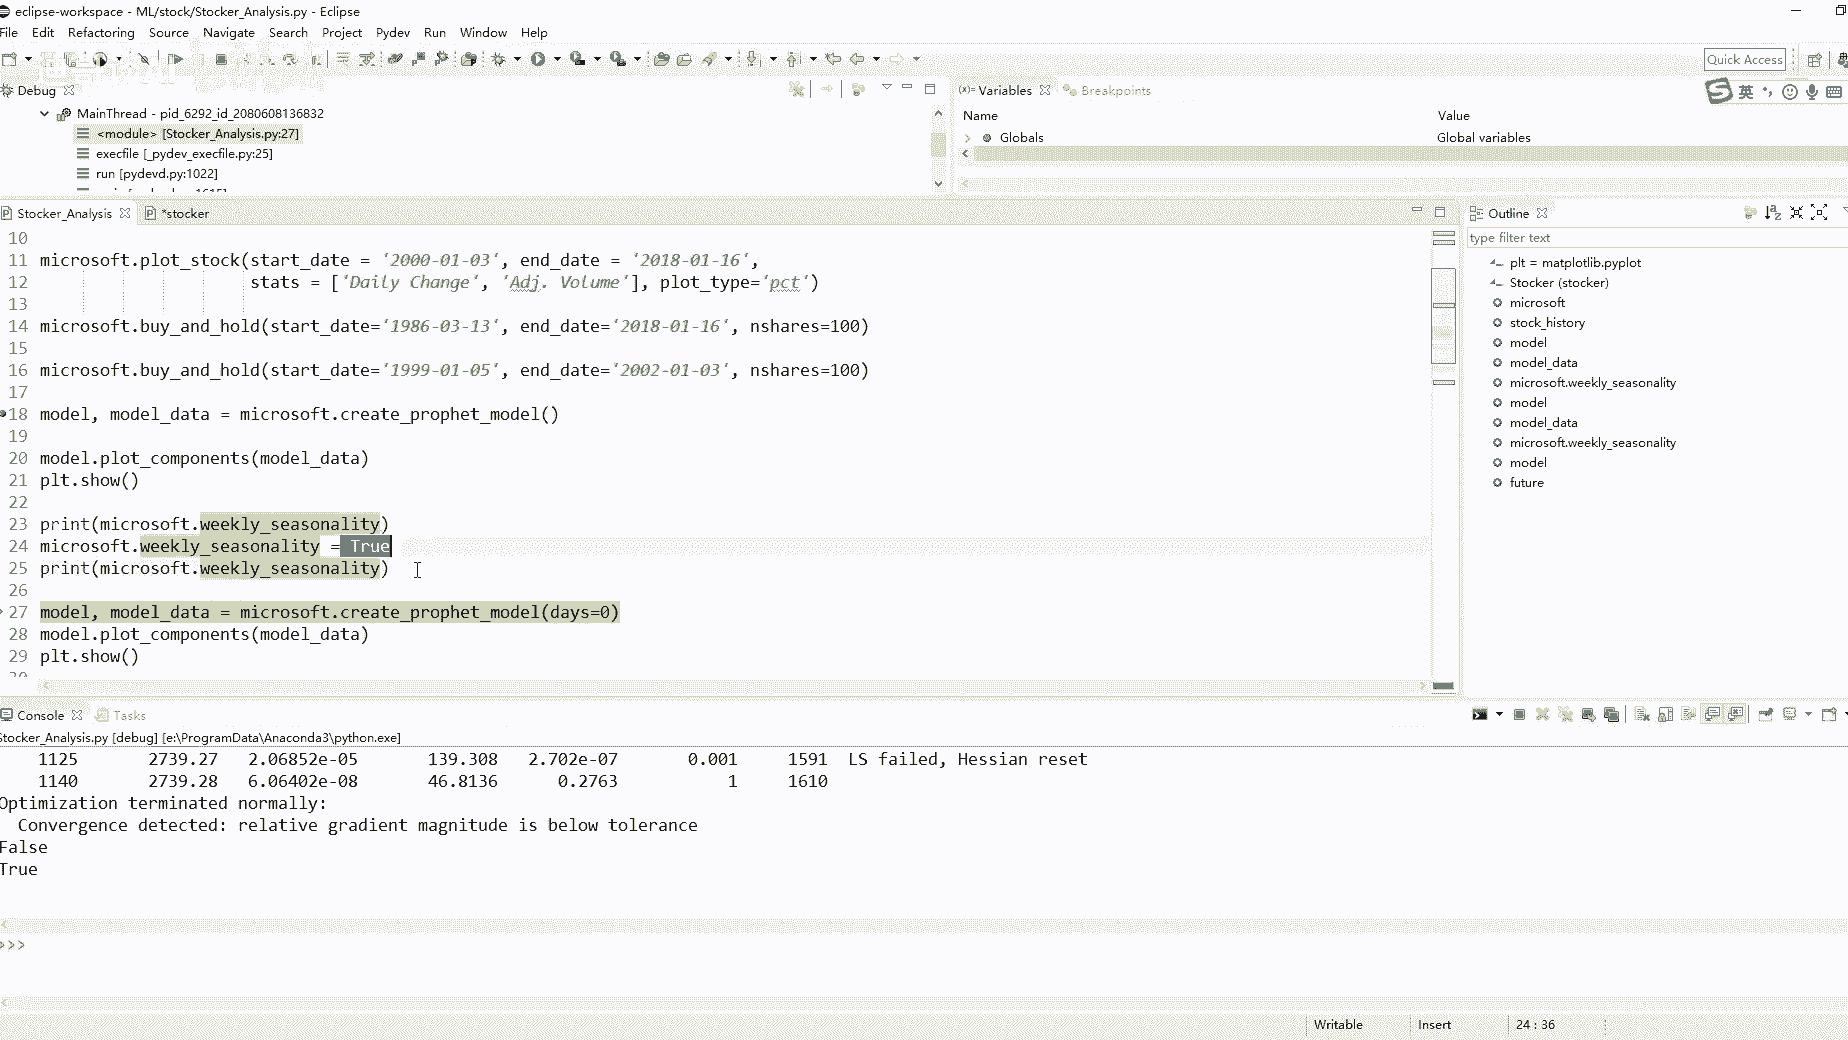 eclipse-workspace - ML/stock/Stocker_Analysis.py - Eclipse
File Edit Refactoring Source Navigate Search Project Pydev Run Window Help
Quick Access
Debug
MainThread - pid_6292_id_2080608136832
<module> [Stocker_Analysis.py:27]
execfile [_pydev_execfile.py:25]
run [pydevd.py:1022]
(x)= Variables Breakpoints
英
Name Value
Globals Global variables
Stocker_Analysis *stocker
10
11 microsoft.plot_stock(start_date = '2000-01-03', end_date = '2018-01-16',
12 stats = ['Daily Change', 'Adj. Volume'], plot_type='pct')
13
14 microsoft.buy_and_hold(start_date='1986-03-13', end_date='2018-01-16', nshares=100)
15
16 microsoft.buy_and_hold(start_date='1999-01-05', end_date='2002-01-03', nshares=100)
17
18 model, model_data = microsoft.create_prophet_model()
19
20 model.plot_components(model_data)
21 plt.show()
22
23 print(microsoft.weekly_seasonality)
24 microsoft.weekly_seasonality = True
25 print(microsoft.weekly_seasonality)
26
27 model, model_data = microsoft.create_prophet_model(days=0)
28 model.plot_components(model_data)
29 plt.show()
Outline
type filter text
plt = matplotlib.pyplot
Stocker (stocker)
microsoft
stock_history
model
model_data
microsoft.weekly_seasonality
model
model_data
microsoft.weekly_seasonality
model
future
Console Tasks
Stocker_Analysis.py [debug] [e:\ProgramData\Anaconda3\python.exe]
1125 2739.27 2.06852e-05 139.308 2.702e-07 0.001 1591 LS failed, Hessian reset
1140 2739.28 6.06402e-08 46.8136 0.2763 1 1610
Optimization terminated normally:
Convergence detected: relative gradient magnitude is below tolerance
False
True
>>>
Writable Insert 24 : 36